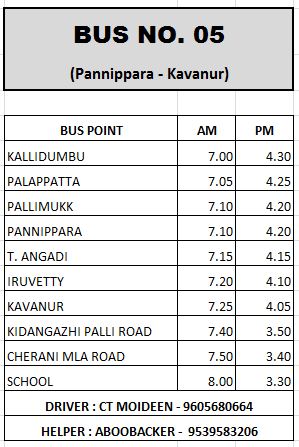 BUS NO. 05
(Pannippara - Kavanur)
BUS POINT AM PM
KALLIDUMBU 7.00 4.30
PALAPPATTA 7.05 4.25
PALLIMUKK 7.10 4.20
PANNIPPARA 7.10 4.20
T. ANGADI 7.15 4.15
IRUVETTY 7.20 4.10
KAVANUR 7.25 4.05
KIDANGAZHI PALLI ROAD 7.40 3.50
CHERANI MLA ROAD 7.50 3.40
SCHOOL 8.00 3.30
DRIVER : CT MOIDEEN - 9605680664
HELPER : ABOOBACKER - 9539583206